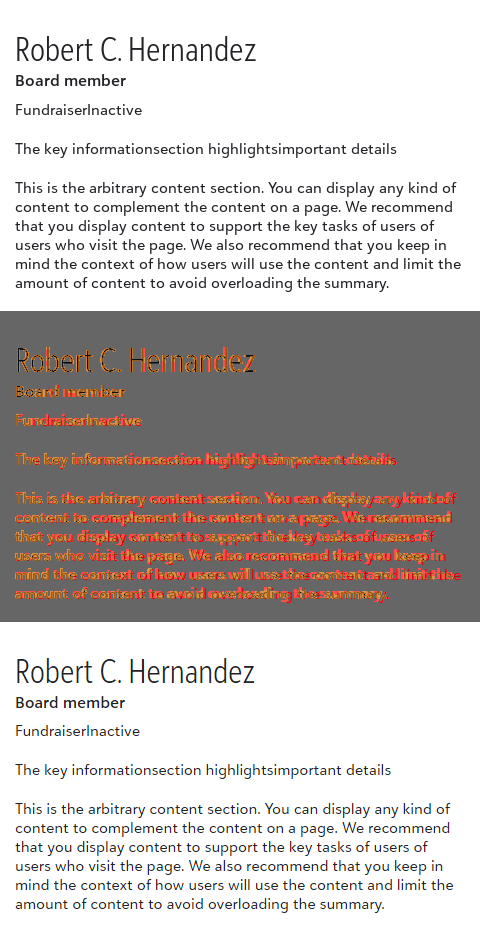 Robert C. Hernandez
Board member
FundraiserInactive
The key informationsection highlightsimportant details
This is the arbitrary content section. You can display any kind of
content to complement the content on a page. We recommend
that you display content to support the key tasks of users of
users who visit the page. We also recommend that you keep in
mind the context of how users will use the content and limit the
amount of content to avoid overloading the summary.
Robert C. Hernandez
Board member
FundraiserInactive
The key informationsection highlightsimportant details
This is the arbitrary content section. You can display any kind of
content to complement the content on a page. We recommend
that you display content to support the key tasks of users of
users who visit the page. We also recommend that you keep in
mind the context of how users will use the content and limit the
amount of content to avoid overloading the summary.
Robert C. Hernandez
Board member
FundraiserInactive
The key informationsection highlightsimportant details
This is the arbitrary content section. You can display any kind of
content to complement the content on a page. We recommend
that you display content to support the key tasks of users of
users who visit the page. We also recommend that you keep in
mind the context of how users will use the content and limit the
amount of content to avoid overloading the summary.